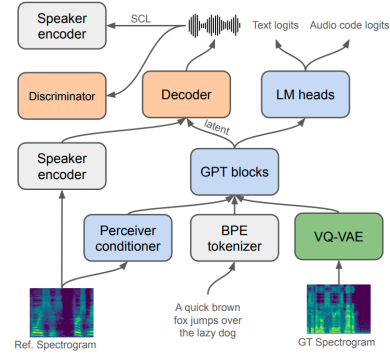 Speaker
encoder
SCL
Text logits
Audio code logits
Discriminator
Decoder
LM heads
latent
Speaker
encoder
GPT blocks
Perceiver
conditioner
BPE
tokenizer
VQ-VAE
A quick brown
fox jumps over
the lazy dog
Ref. Spectrogram
GT Spectrogram